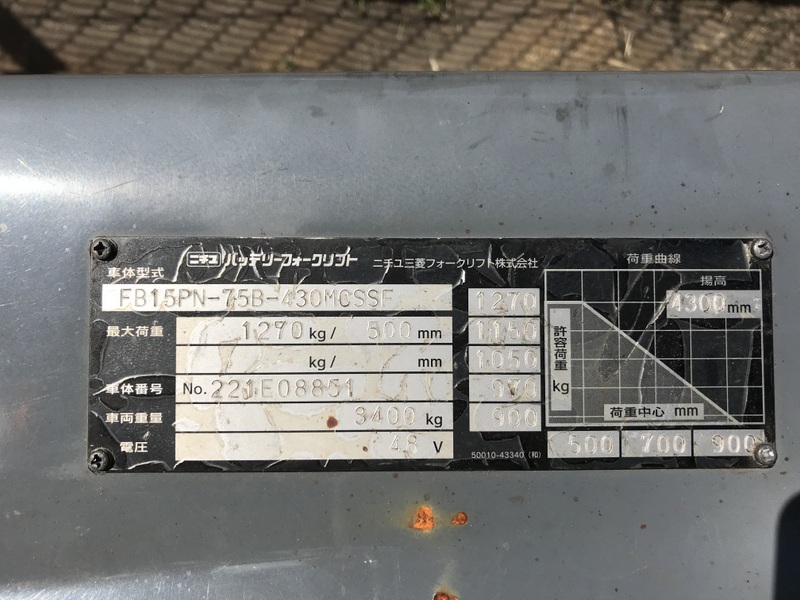 ニチユ バッテリーフォークリフト ニチユ三菱フォークリフト株式会社
車体型式 FB15PN-75B-430MCSSF
最大荷重 1270 kg/ 500 mm
kg/ mm
車体番号 No. 221E08851
車両重量 3400 kg
電圧 48 V
50010-43340 (和)
荷重曲線
揚高
4300 mm
1270
1150
1050
900
許容荷重 kg
荷重中心 mm
500 700 900